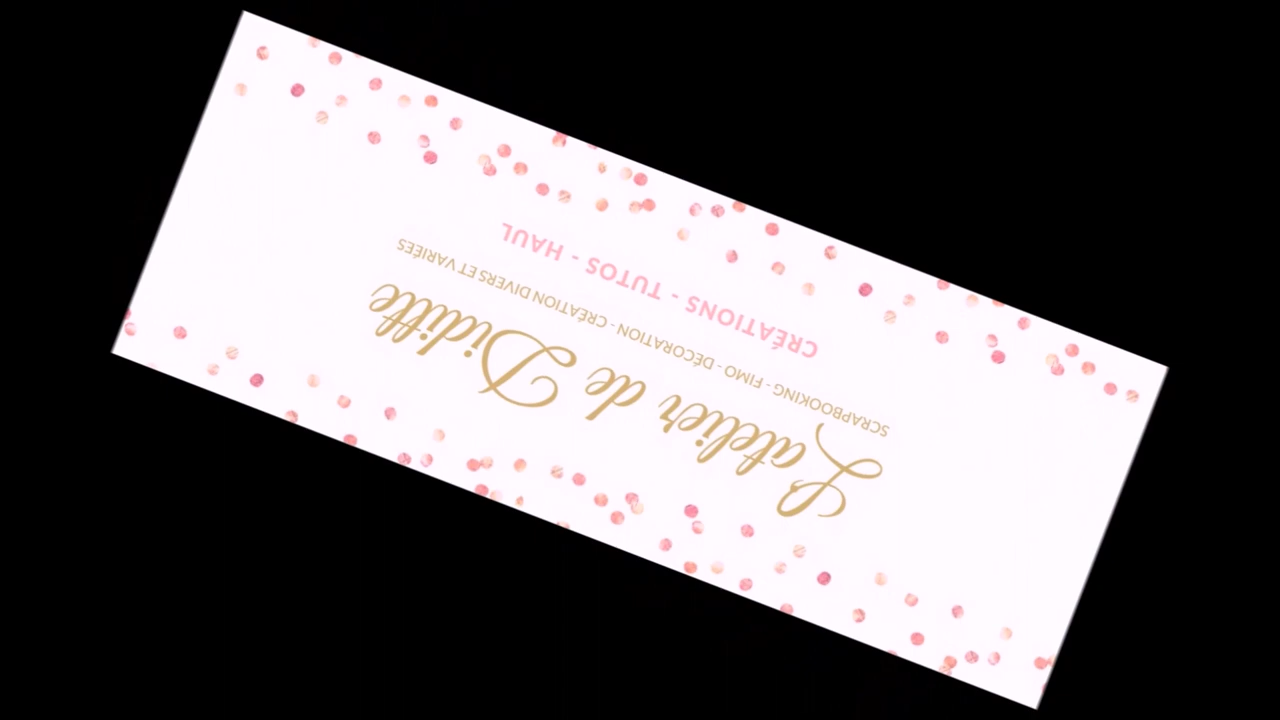 L'atelier de Diditte
SCRAPBOOKING - FIMO - DÉCORATION - CRÉATION DIVERS ET VARIÉES
CRÉATIONS - TUTOS - HAUL